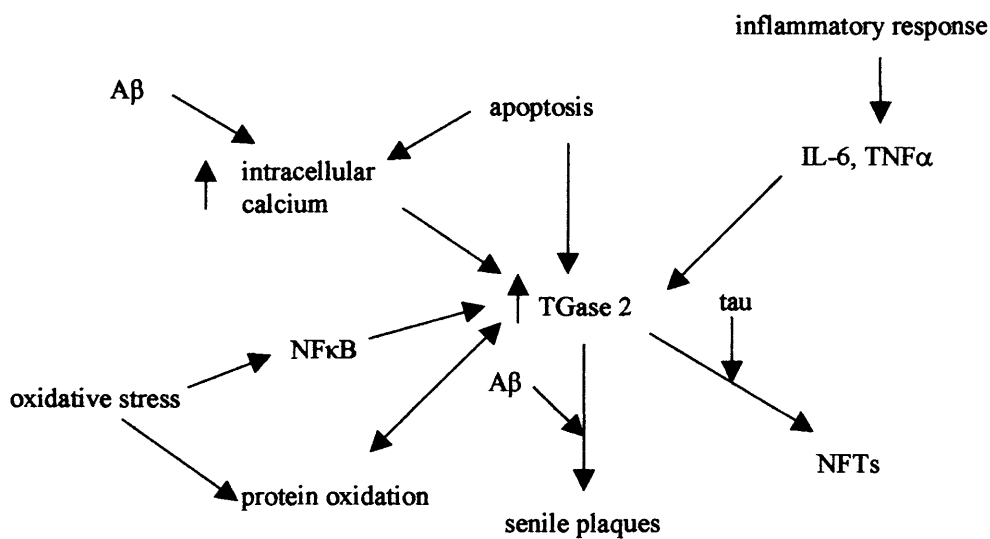 inflammatory response
Aβ
apoptosis
IL-6, TNFα
intracellular
calcium
TGase 2
tau
NFκB
Aβ
oxidative stress
NFTs
protein oxidation
senile plaques